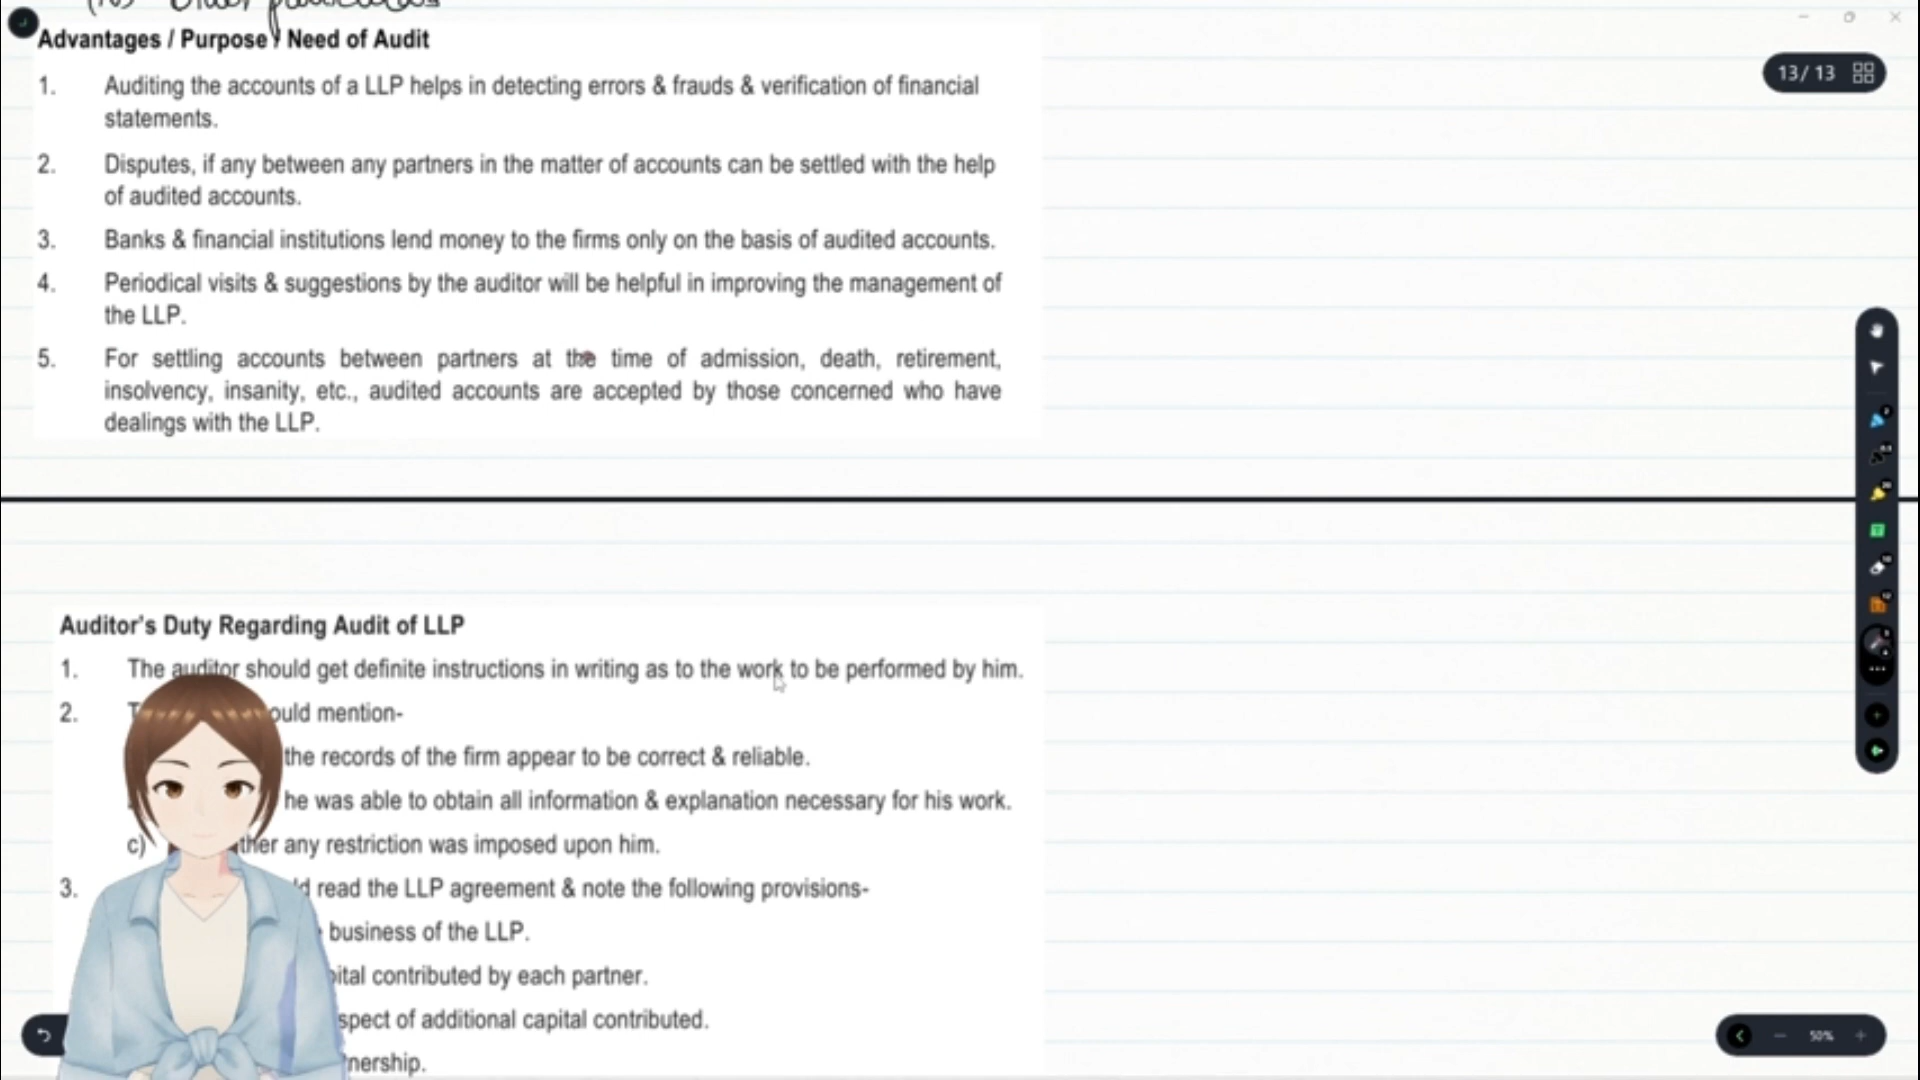 Advantages / Purpose / Need of Audit
13/13
1. Auditing the accounts of a LLP helps in detecting errors & frauds & verification of financial
statements.
2. Disputes, if any between any partners in the matter of accounts can be settled with the help
of audited accounts.
3. Banks & financial institutions lend money to the firms only on the basis of audited accounts.
4. Periodical visits & suggestions by the auditor will be helpful in improving the management of
the LLP.
5. For settling accounts between partners at the time of admission, death, retirement,
insolvency, insanity, etc., audited accounts are accepted by those concerned who have
dealings with the LLP.
Auditor's Duty Regarding Audit of LLP
1. The auditor should get definite instructions in writing as to the work to be performed by him.
2. mention-
the records of the firm appear to be correct & reliable.
he was able to obtain all information & explanation necessary for his work.
c) any restriction was imposed upon him.
3. read the LLP agreement & note the following provisions-
business of the LLP.
contributed by each partner.
of additional capital contributed.
50%